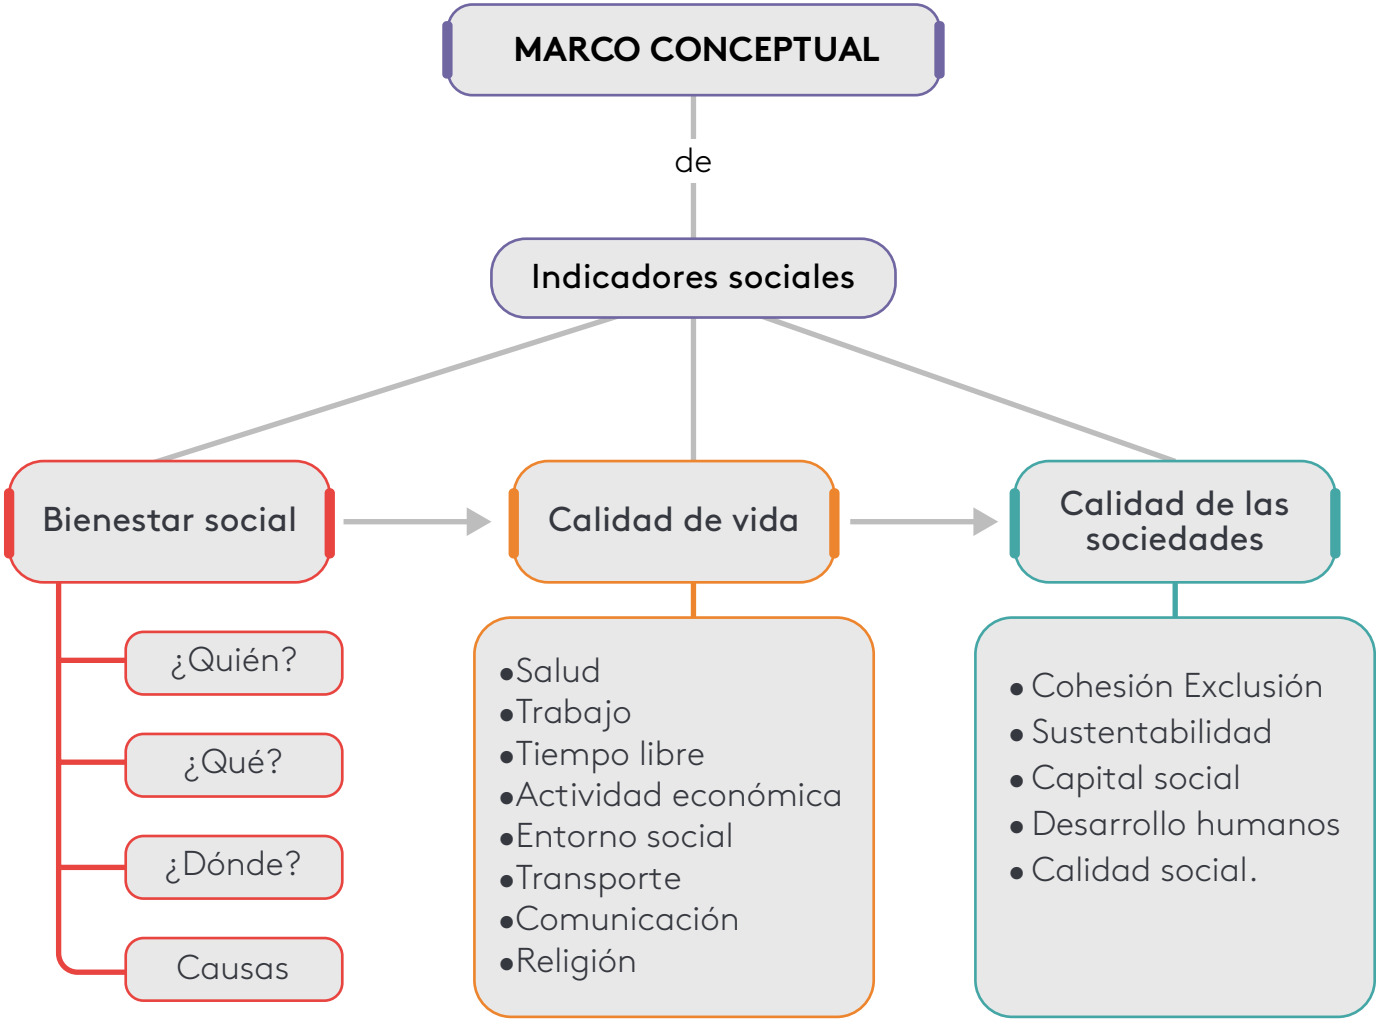 MARCO CONCEPTUAL
de
Indicadores sociales
Bienestar social
¿Quién?
¿Qué?
¿Dónde?
Causas
Calidad de vida
•Salud
•Trabajo
•Tiempo libre
•Actividad económica
•Entorno social
•Transporte
•Comunicación
•Religión
Calidad de las
sociedades
• Cohesión Exclusión
• Sustentabilidad
• Capital social
• Desarrollo humanos
• Calidad social.